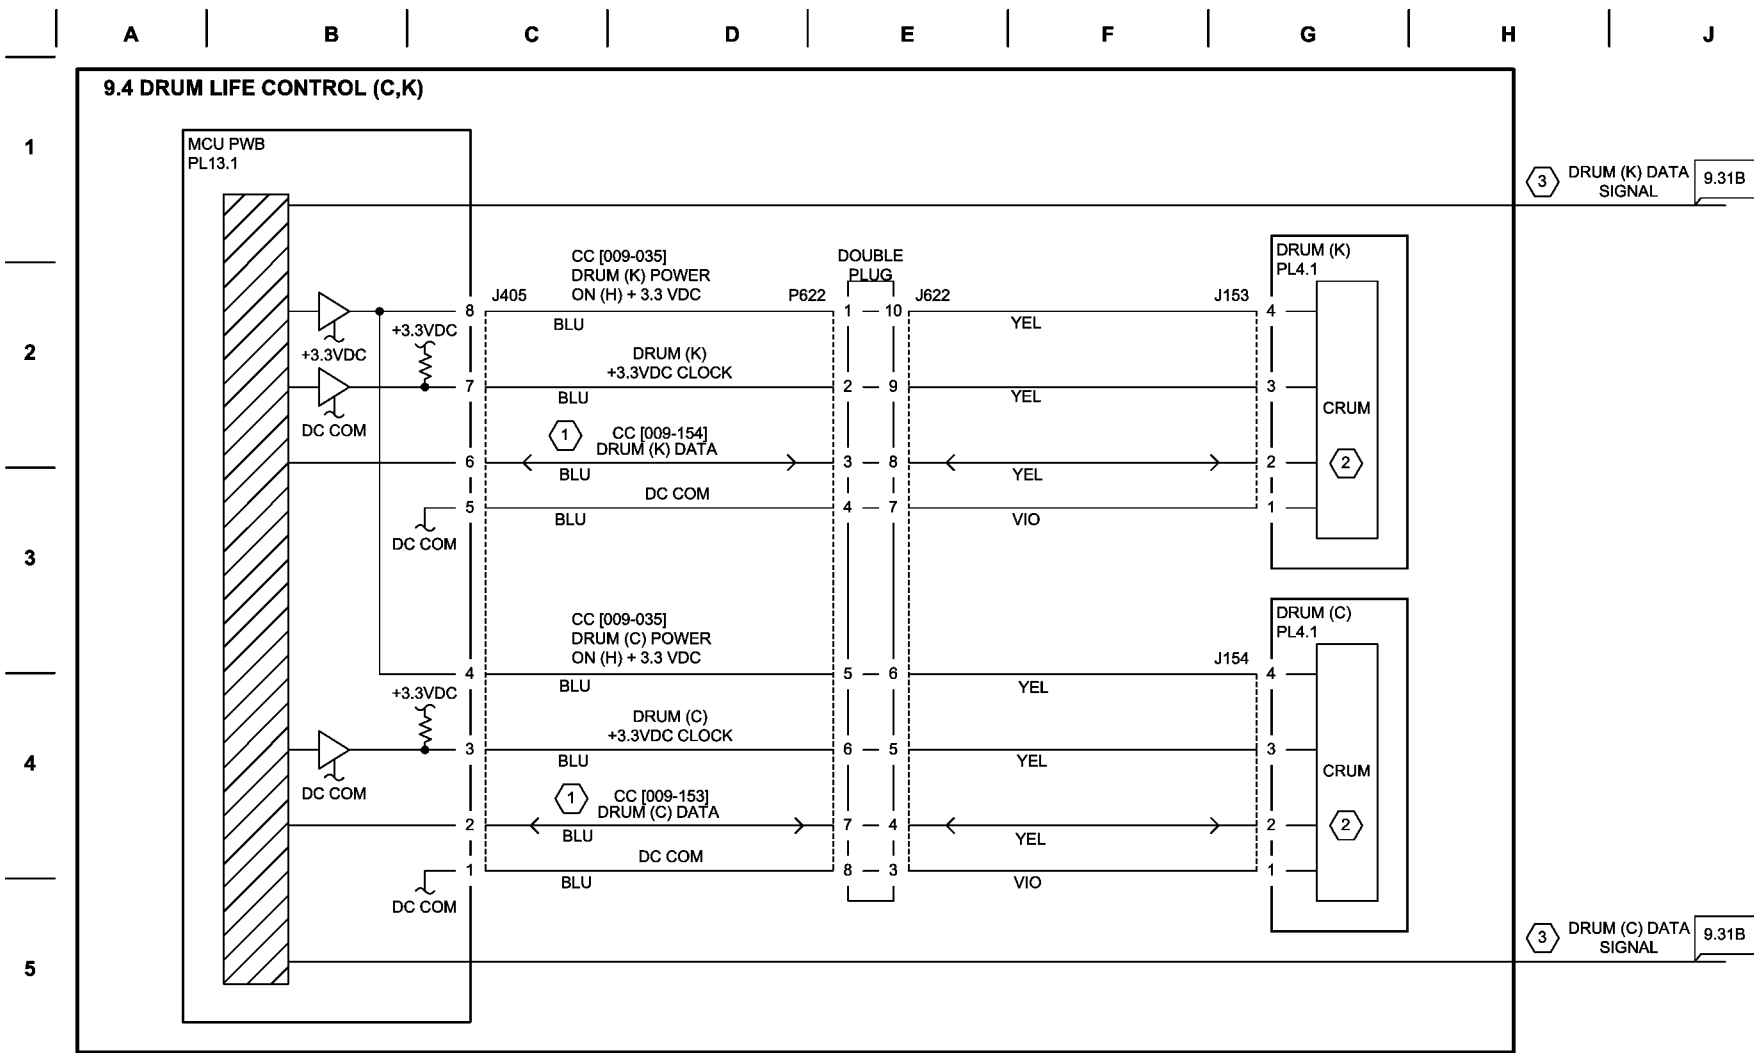 A B C D E F G H J
9.4 DRUM LIFE CONTROL (C,K)
1
MCU PWB
PL13.1
3 DRUM (K) DATA
SIGNAL
9.31B
2
CC [009-035]
DRUM (K) POWER
ON (H) + 3.3 VDC
DOUBLE
PLUG
DRUM (K)
PL4.1
J405
P622
J622
J153
8
BLU
1 10
YEL
4
+3.3VDC
+3.3VDC
DRUM (K)
+3.3VDC CLOCK
7
BLU
2 9
YEL
3
CRUM
DC COM
1
CC [009-154]
DRUM (K) DATA
6
BLU
3 8
YEL
2
2
3
DC COM
5
BLU
4 7
VIO
1
DC COM
CC [009-035]
DRUM (C) POWER
ON (H) + 3.3 VDC
DRUM (C)
PL4.1
J154
4
BLU
5 6
YEL
4
4
+3.3VDC
DRUM (C)
+3.3VDC CLOCK
3
BLU
6 5
YEL
3
CRUM
DC COM
1
CC [009-153]
DRUM (C) DATA
2
BLU
7 4
YEL
2
2
DC COM
1
BLU
8 3
VIO
1
DC COM
5
3 DRUM (C) DATA
SIGNAL
9.31B